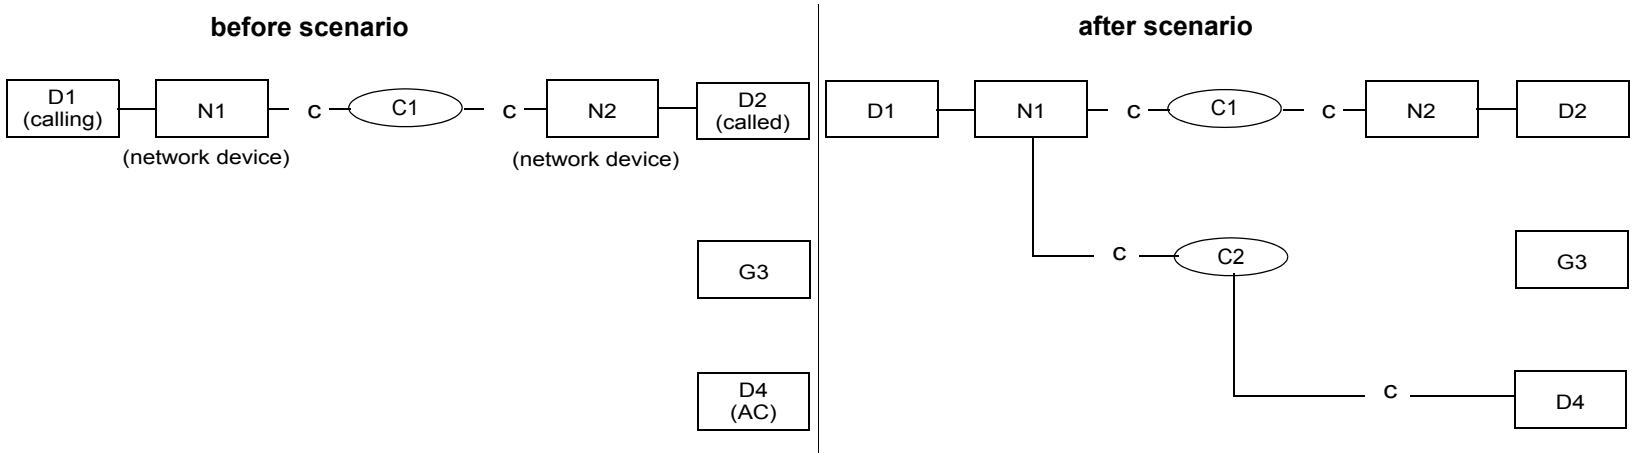 before scenario
D1
(calling)
N1
c
C1
c
N2
D2
(called)
(network device)
(network device)
G3
D4
(AC)
after scenario
D1
N1
c
C1
c
N2
D2
c
C2
G3
c
D4